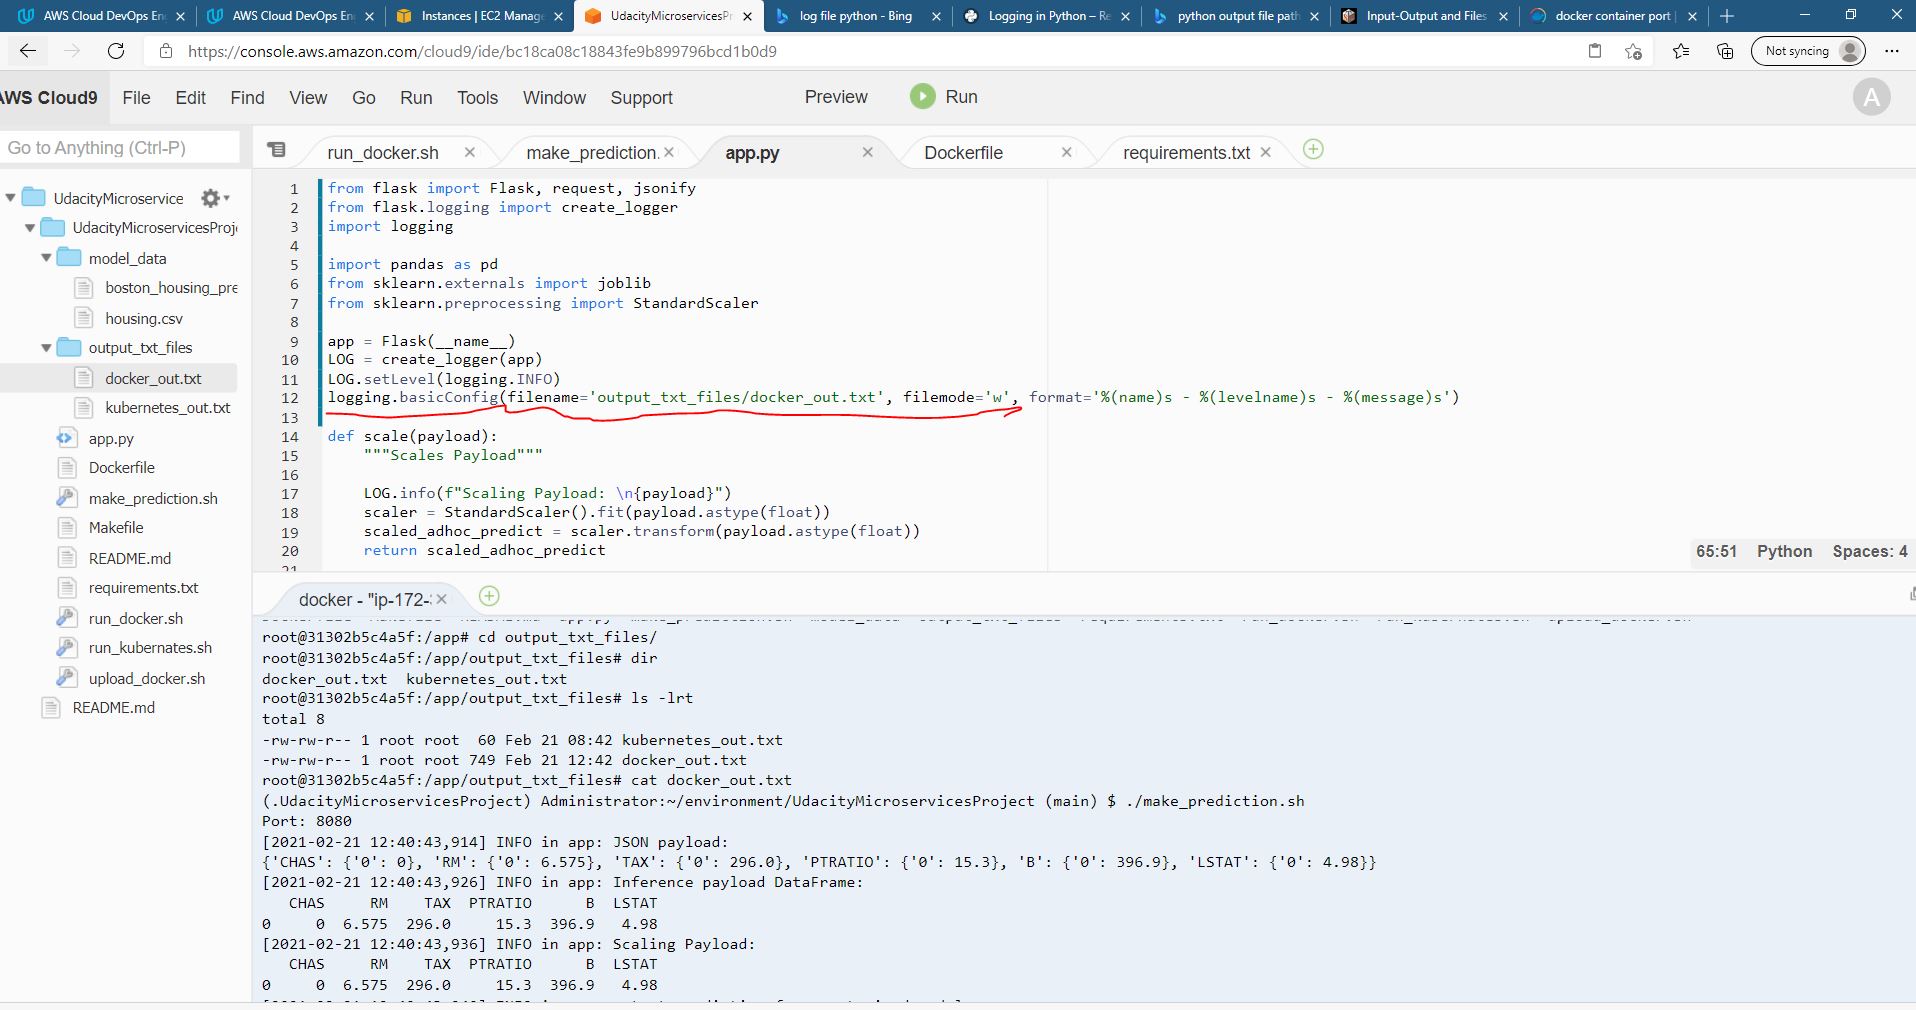 AWS Cloud DevOps En
AWS Cloud DevOps En
Instances | EC2 Manage
UdacityMicroservicesPr
log file python - Bing
Logging in Python – Re
python output file path
Input-Output and Files
docker container port |
https://console.aws.amazon.com/cloud9/ide/bc18ca08c18843fe9b899796bcd1b0d9
Not syncing
AWS Cloud9 File Edit Find View Go Run Tools Window Support Preview Run
A
Go to Anything (Ctrl-P)
run_docker.sh
make_prediction.
app.py
Dockerfile
requirements.txt
UdacityMicroservice
UdacityMicroservicesProj
model_data
boston_housing_pre
housing.csv
output_txt_files
docker_out.txt
kubernetes_out.txt
app.py
Dockerfile
make_prediction.sh
Makefile
README.md
requirements.txt
run_docker.sh
run_kubernates.sh
upload_docker.sh
README.md
1 from flask import Flask, request, jsonify
2 from flask.logging import create_logger
3 import logging
4
5 import pandas as pd
6 from sklearn.externals import joblib
7 from sklearn.preprocessing import StandardScaler
8
9 app = Flask(__name__)
10 LOG = create_logger(app)
11 LOG.setLevel(logging.INFO)
12 logging.basicConfig(filename='output_txt_files/docker_out.txt', filemode='w', format='%(name)s - %(levelname)s - %(message)s')
13
14 def scale(payload):
15 """Scales Payload"""
16
17 LOG.info(f"Scaling Payload: \n{payload}")
18 scaler = StandardScaler().fit(payload.astype(float))
19 scaled_adhoc_predict = scaler.transform(payload.astype(float))
20 return scaled_adhoc_predict
21
65:51 Python Spaces: 4
docker - "ip-172-
root@31302b5c4a5f:/app# cd output_txt_files/
root@31302b5c4a5f:/app/output_txt_files# dir
docker_out.txt kubernetes_out.txt
root@31302b5c4a5f:/app/output_txt_files# ls -lrt
total 8
-rw-rw-r-- 1 root root 60 Feb 21 08:42 kubernetes_out.txt
-rw-rw-r-- 1 root root 749 Feb 21 12:42 docker_out.txt
root@31302b5c4a5f:/app/output_txt_files# cat docker_out.txt
(.UdacityMicroservicesProject) Administrator:~/environment/UdacityMicroservicesProject (main) $ ./make_prediction.sh
Port: 8080
[2021-02-21 12:40:43,914] INFO in app: JSON payload:
{'CHAS': {'0': 0}, 'RM': {'0': 6.575}, 'TAX': {'0': 296.0}, 'PTRATIO': {'0': 15.3}, 'B': {'0': 396.9}, 'LSTAT': {'0': 4.98}}
[2021-02-21 12:40:43,926] INFO in app: Inference payload DataFrame:
CHAS RM TAX PTRATIO B LSTAT
0 0 6.575 296.0 15.3 396.9 4.98
[2021-02-21 12:40:43,936] INFO in app: Scaling Payload:
CHAS RM TAX PTRATIO B LSTAT
0 0 6.575 296.0 15.3 396.9 4.98